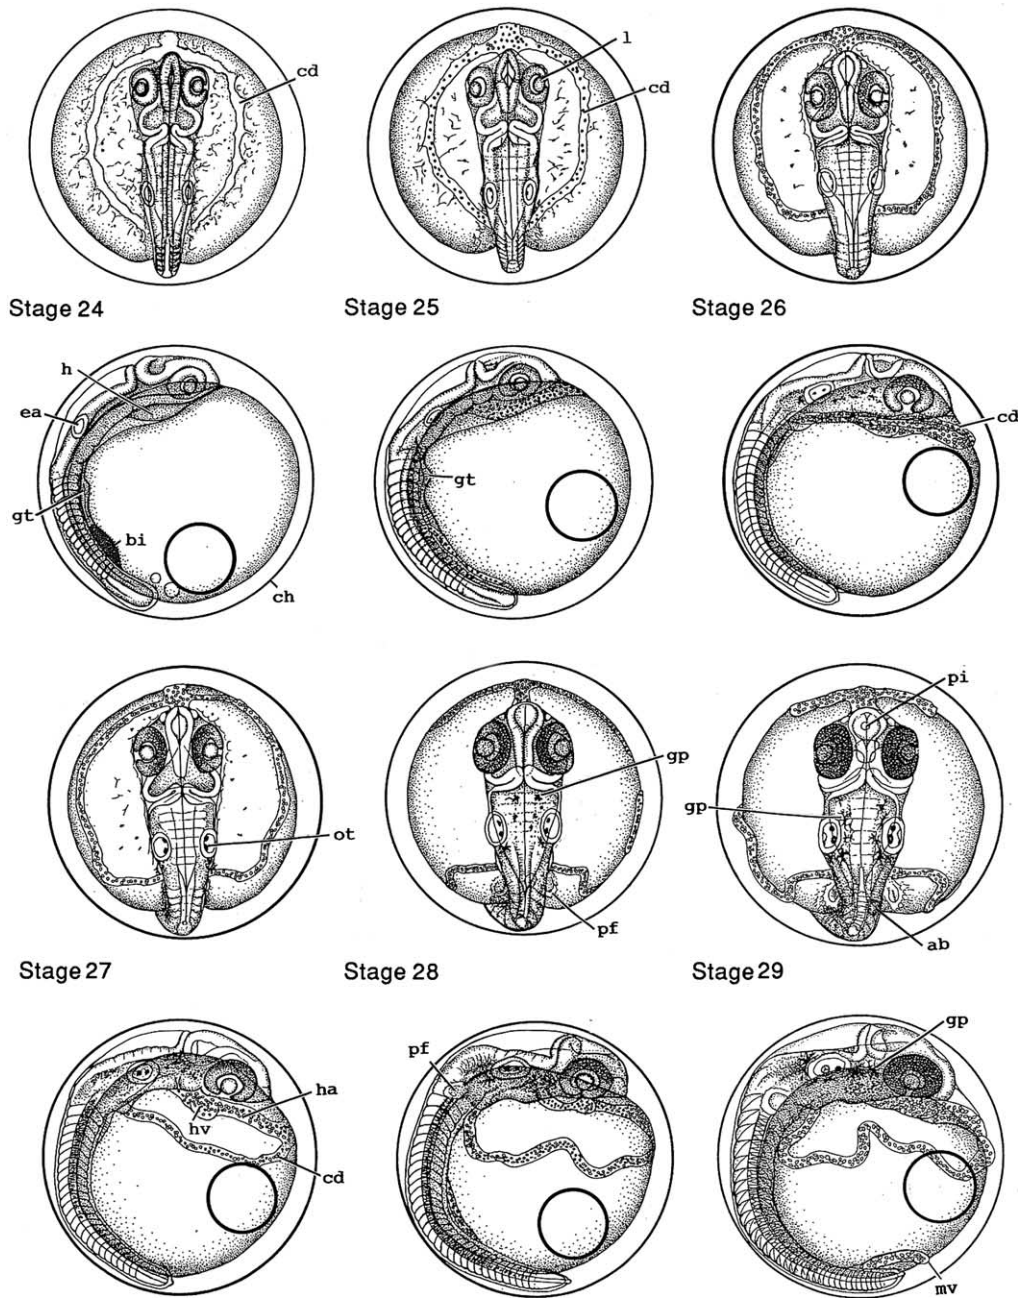 cd
l
cd
Stage 24
Stage 25
Stage 26
h
ea
gt
bi
ch
gt
cd
gp
ot
pf
pi
gp
ab
Stage 27
Stage 28
Stage 29
ha
hv
cd
pf
gp
mv